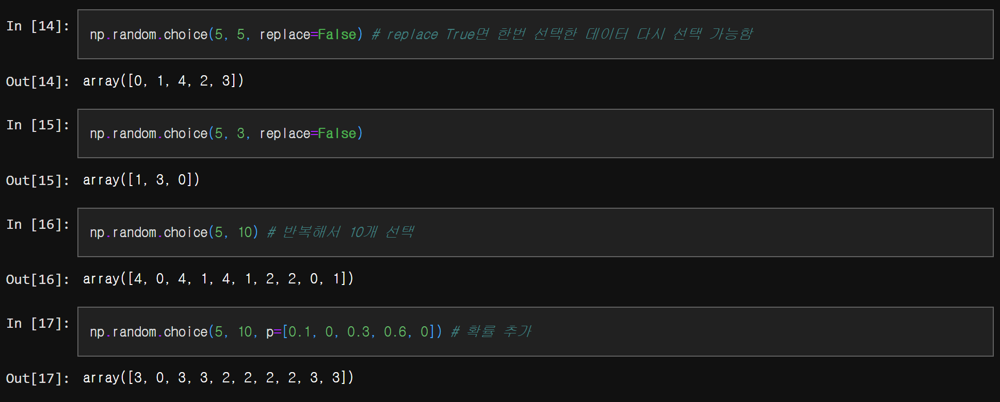 In [14]: np.random.choice(5, 5, replace=False) # replace True면 한번 선택한 데이터 다시 선택 가능함
Out[14]: array([0, 1, 4, 2, 3])
In [15]: np.random.choice(5, 3, replace=False)
Out[15]: array([1, 3, 0])
In [16]: np.random.choice(5, 10) # 반복해서 10개 선택
Out[16]: array([4, 0, 4, 1, 4, 1, 2, 2, 0, 1])
In [17]: np.random.choice(5, 10, p=[0.1, 0, 0.3, 0.6, 0]) # 확률 추가
Out[17]: array([3, 0, 3, 3, 2, 2, 2, 2, 3, 3])